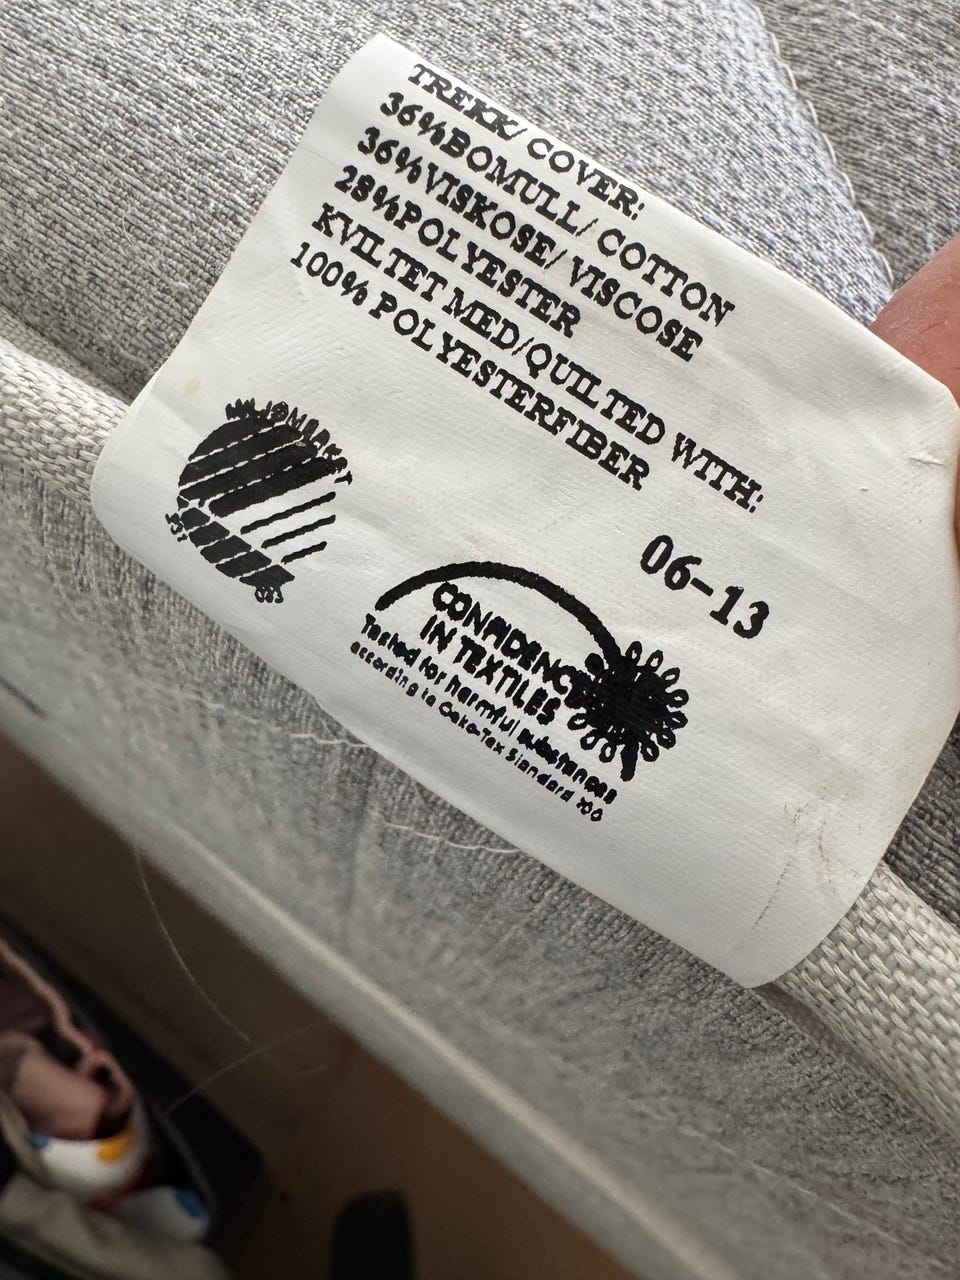 TREKK/ COVER:
36%BOMULL/ COTTON
36%VISKOSE/ VISCOSE
28%POLYESTER
KVILTET MED/QUILTED WITH:
100% POLYESTERFIBER
06-13
CONFIDENCE
IN TEXTILES
Tested for harmful substances
according to Oeko-Tex Standard 100